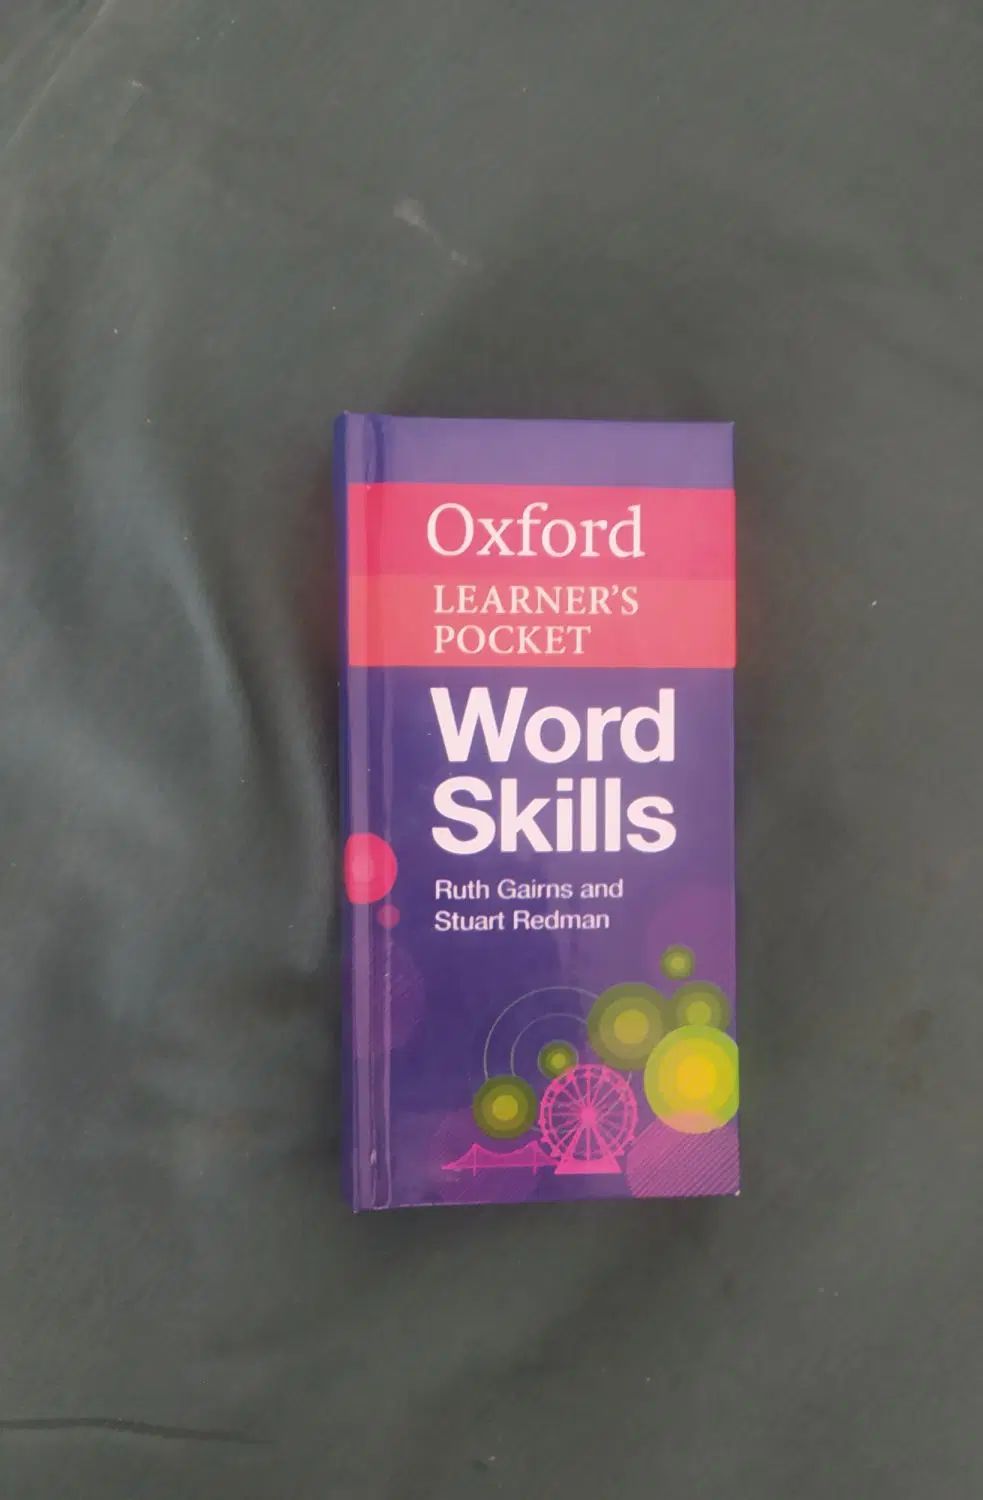 Oxford
LEARNER'S
POCKET
Word
Skills
Ruth Gairns and
Stuart Redman